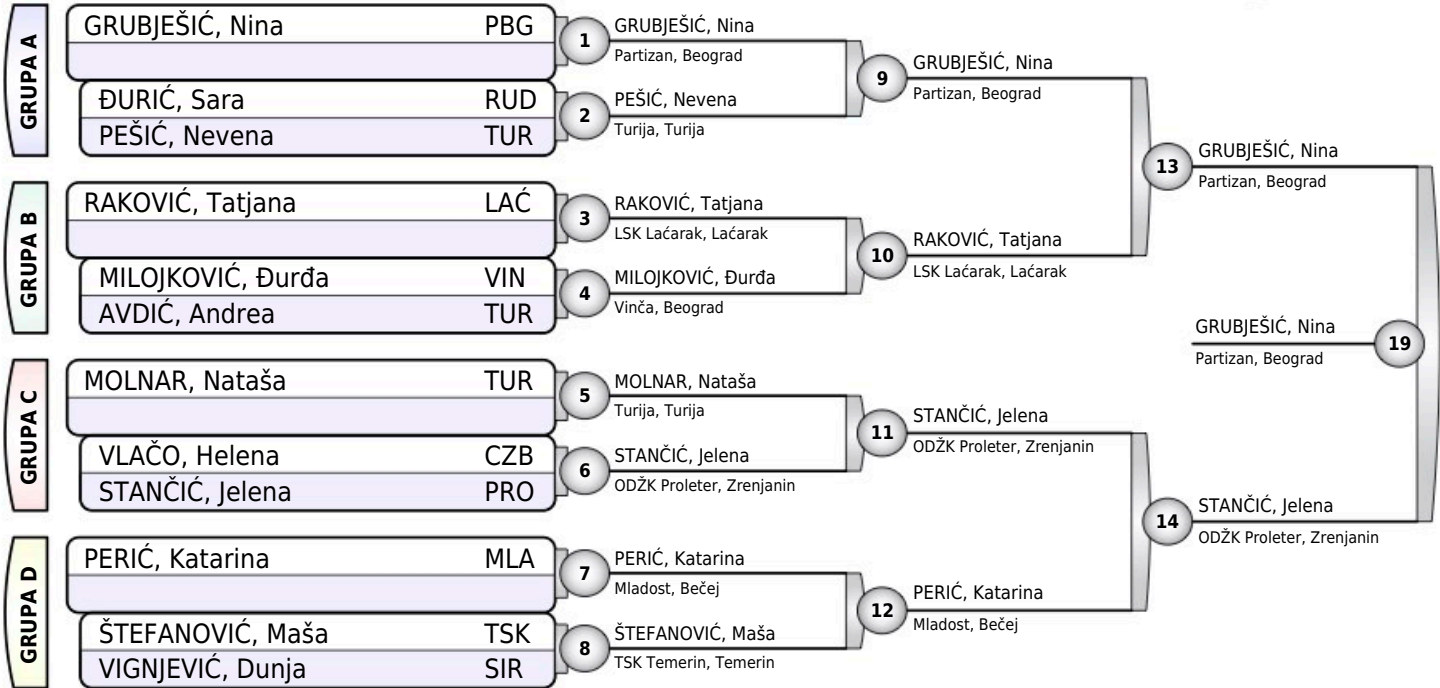 GRUPA A
GRUBJEŠIĆ, Nina PBG
ĐURIĆ, Sara RUD
PEŠIĆ, Nevena TUR
GRUPA B
RAKOVIĆ, Tatjana LAĆ
MILOJKOVIĆ, Đurđa VIN
AVDIĆ, Andrea TUR
GRUPA C
MOLNAR, Nataša TUR
VLAČO, Helena CZB
STANČIĆ, Jelena PRO
GRUPA D
PERIĆ, Katarina MLA
ŠTEFANOVIĆ, Maša TSK
VIGNJEVIĆ, Dunja SIR
1
GRUBJEŠIĆ, Nina
Partizan, Beograd
2
PEŠIĆ, Nevena
Turija, Turija
3
RAKOVIĆ, Tatjana
LSK Laćarak, Laćarak
4
MILOJKOVIĆ, Đurđa
Vinča, Beograd
5
MOLNAR, Nataša
Turija, Turija
6
STANČIĆ, Jelena
ODŽK Proleter, Zrenjanin
7
PERIĆ, Katarina
Mladost, Bečej
8
ŠTEFANOVIĆ, Maša
TSK Temerin, Temerin
9
GRUBJEŠIĆ, Nina
Partizan, Beograd
10
RAKOVIĆ, Tatjana
LSK Laćarak, Laćarak
11
STANČIĆ, Jelena
ODŽK Proleter, Zrenjanin
12
PERIĆ, Katarina
Mladost, Bečej
13
GRUBJEŠIĆ, Nina
Partizan, Beograd
14
STANČIĆ, Jelena
ODŽK Proleter, Zrenjanin
GRUBJEŠIĆ, Nina
Partizan, Beograd
19